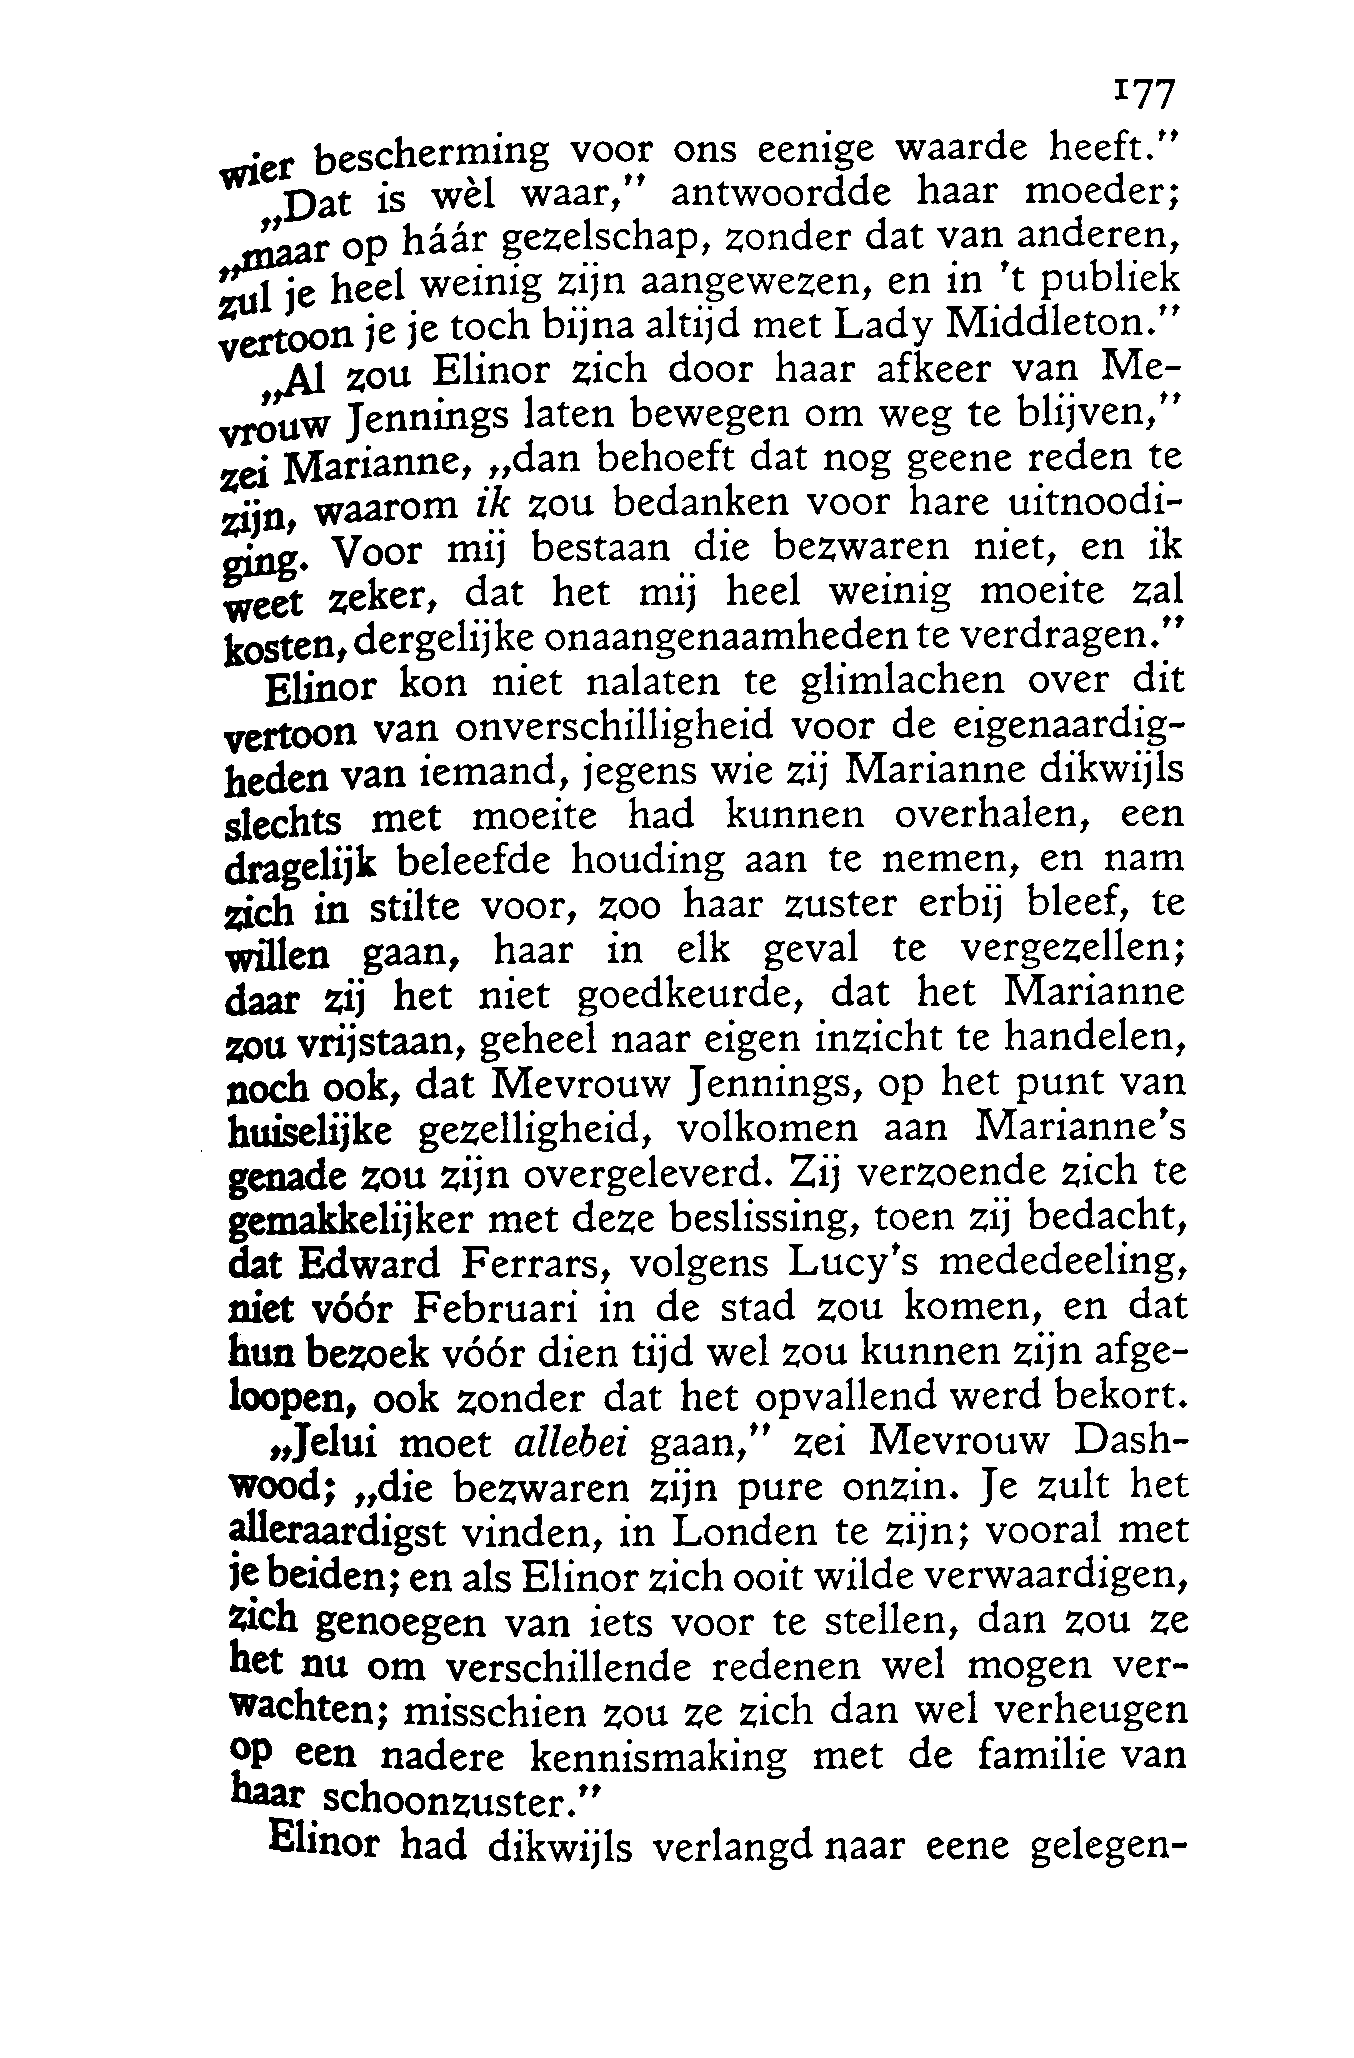 177
wier bescherming voor ons eenige waarde heeft.”
„Dat is wèl waar,” antwoordde haar moeder;
„maar op háár gezelschap, zonder dat van anderen,
zul je heel weinig zijn aangewezen, en in 't publiek
vertoon je je toch bijna altijd met Lady Middleton.”
„Al zou Elinor zich door haar afkeer van Me-
vrouw Jennings laten bewegen om weg te blijven,”
zei Marianne, „dan behoeft dat nog geene reden te
zijn, waarom ik zou bedanken voor hare uitnoodi-
ging. Voor mij bestaan die bezwaren niet, en ik
weet zeker, dat het mij heel weinig moeite zal
kosten, dergelijke onaangenaamheden te verdragen.”
Elinor kon niet nalaten te glimlachen over dit
vertoon van onverschilligheid voor de eigenaardig-
heden van iemand, jegens wie zij Marianne dikwijls
slechts met moeite had kunnen overhalen, een
dragelijk beleefde houding aan te nemen, en nam
zich in stilte voor, zoo haar zuster erbij bleef, te
willen gaan, haar in elk geval te vergezellen;
daar zij het niet goedkeurde, dat het Marianne
zou vrijstaan, geheel naar eigen inzicht te handelen,
noch ook, dat Mevrouw Jennings, op het punt van
huiselijke gezelligheid, volkomen aan Marianne's
genade zou zijn overgeleverd. Zij verzoende zich te
gemakkelijker met deze beslissing, toen zij bedacht,
dat Edward Ferrars, volgens Lucy's mededeeling,
niet vóór Februari in de stad zou komen, en dat
hun bezoek vóór dien tijd wel zou kunnen zijn afge-
loopen, ook zonder dat het opvallend werd bekort.
„Jelui moet allebei gaan,” zei Mevrouw Dash-
wood; „die bezwaren zijn pure onzin. Je zult het
alleraardigst vinden, in Londen te zijn; vooral met
je beiden; en als Elinor zich ooit wilde verwaardigen,
zich genoegen van iets voor te stellen, dan zou ze
het nu om verschillende redenen wel mogen ver-
wachten; misschien zou ze zich dan wel verheugen
op een nadere kennismaking met de familie van
haar schoonzuster.”
Elinor had dikwijls verlangd naar eene gelegen-